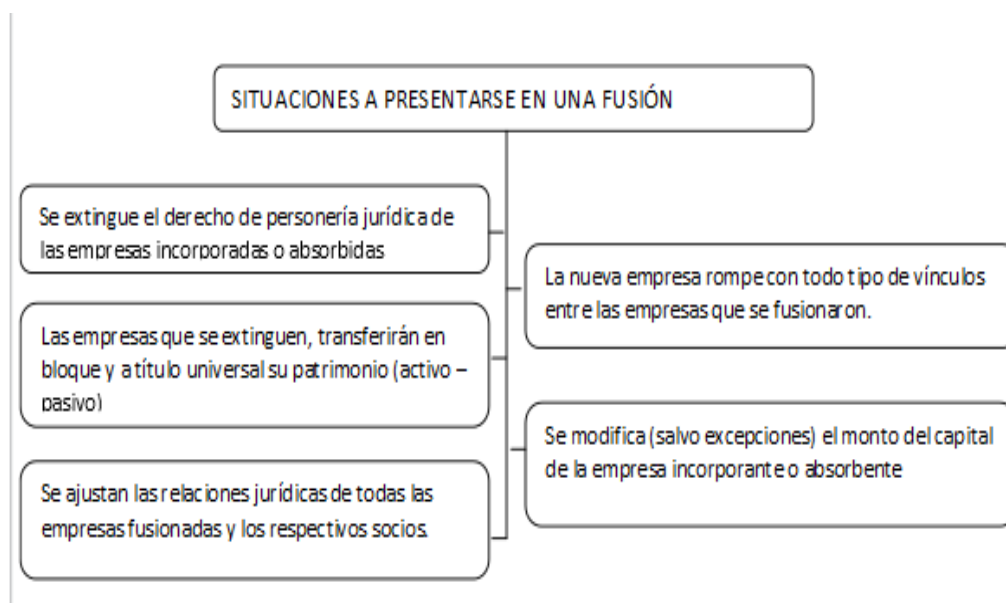 SITUACIONES A PRESENTARSE EN UNA FUSIÓN
Se extingue el derecho de personería jurídica de
las empresas incorporadas o absorbidas
La nueva empresa rompe con todo tipo de vínculos
entre las empresas que se fusionaron.
Las empresas que se extinguen, transferirán en
bloque y a título universal su patrimonio (activo –
pasivo)
Se modifica (salvo excepciones) el monto del capital
de la empresa incorporante o absorbente
Se ajustan las relaciones jurídicas de todas las
empresas fusionadas y los respectivos socios.